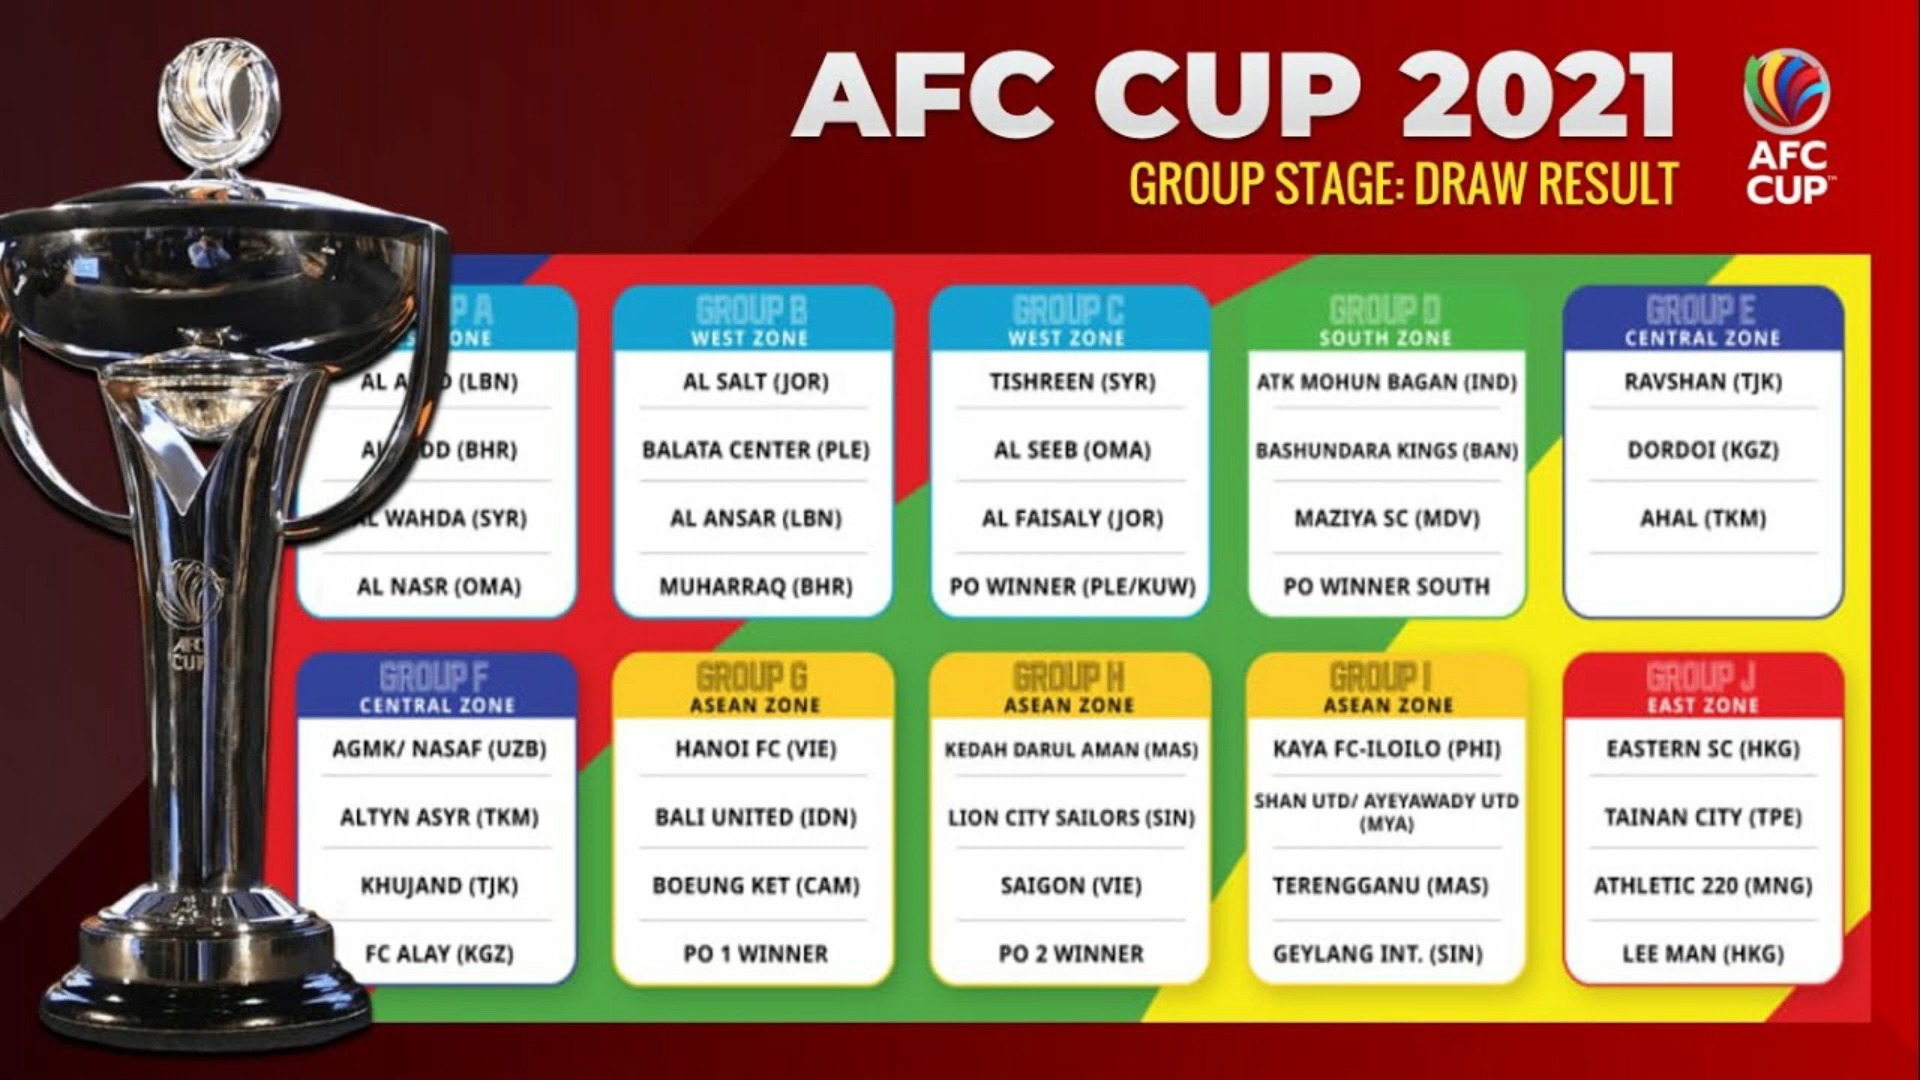 AFC CUP 2021
GROUP STAGE: DRAW RESULT
AFC
CUP™
P A
ONE
AL (LBN)
(BHR)
WAHDA (SYR)
AL NASR (OMA)
GROUP B
WEST ZONE
AL SALT (JOR)
BALATA CENTER (PLE)
AL ANSAR (LBN)
MUHARRAQ (BHR)
GROUP C
WEST ZONE
TISHREEN (SYR)
AL SEEB (OMA)
AL FAISALY (JOR)
PO WINNER (PLE/KUW)
GROUP D
SOUTH ZONE
ATK MOHUN BAGAN (IND)
BASHUNDARA KINGS (BAN)
MAZIYA SC (MDV)
PO WINNER SOUTH
GROUP E
CENTRAL ZONE
RAVSHAN (TJK)
DORDOI (KGZ)
AHAL (TKM)
GROUP F
CENTRAL ZONE
AGMK/ NASAF (UZB)
ALTYN ASYR (TKM)
KHUJAND (TJK)
FC ALAY (KGZ)
GROUP G
ASEAN ZONE
HANOI FC (VIE)
BALI UNITED (IDN)
BOEUNG KET (CAM)
PO 1 WINNER
GROUP H
ASEAN ZONE
KEDAH DARUL AMAN (MAS)
LION CITY SAILORS (SIN)
SAIGON (VIE)
PO 2 WINNER
GROUP I
ASEAN ZONE
KAYA FC-ILOILO (PHI)
SHAN UTD/ AYEYAWADY UTD
(MYA)
TERENGGANU (MAS)
GEYLANG INT. (SIN)
GROUP J
EAST ZONE
EASTERN SC (HKG)
TAINAN CITY (TPE)
ATHLETIC 220 (MNG)
LEE MAN (HKG)
AFC
CUP